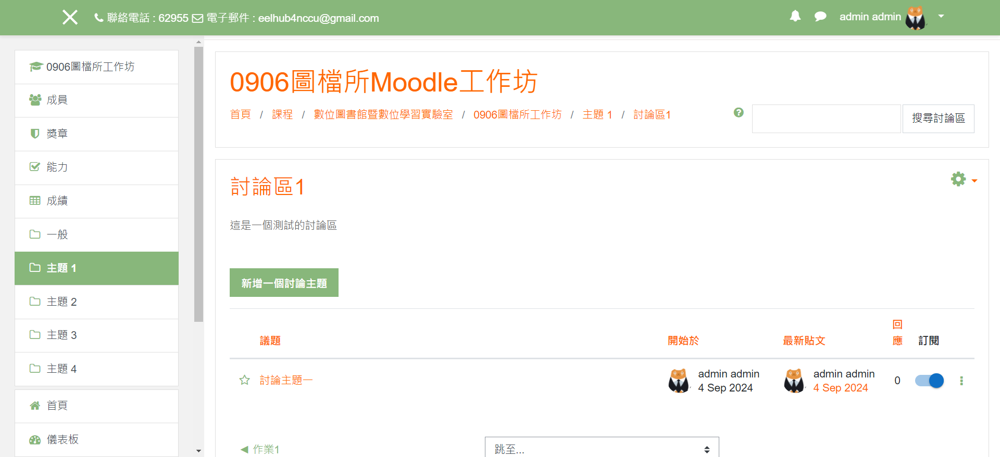 聯絡電話 : 62955 電子郵件 : eelhub4nccu@gmail.com
admin admin
0906圖檔所工作坊
成員
獎章
能力
成績
一般
主題 1
主題 2
主題 3
主題 4
首頁
儀表板
0906圖檔所Moodle工作坊
首頁 / 課程 / 數位圖書館暨數位學習實驗室 / 0906圖檔所工作坊 / 主題 1 / 討論區1
搜尋討論區
討論區1
這是一個測試的討論區
新增一個討論主題
議題 開始於 最新貼文 回應 訂閱
討論主題一 admin admin admin admin 0
4 Sep 2024 4 Sep 2024
◀ 作業1 跳至...